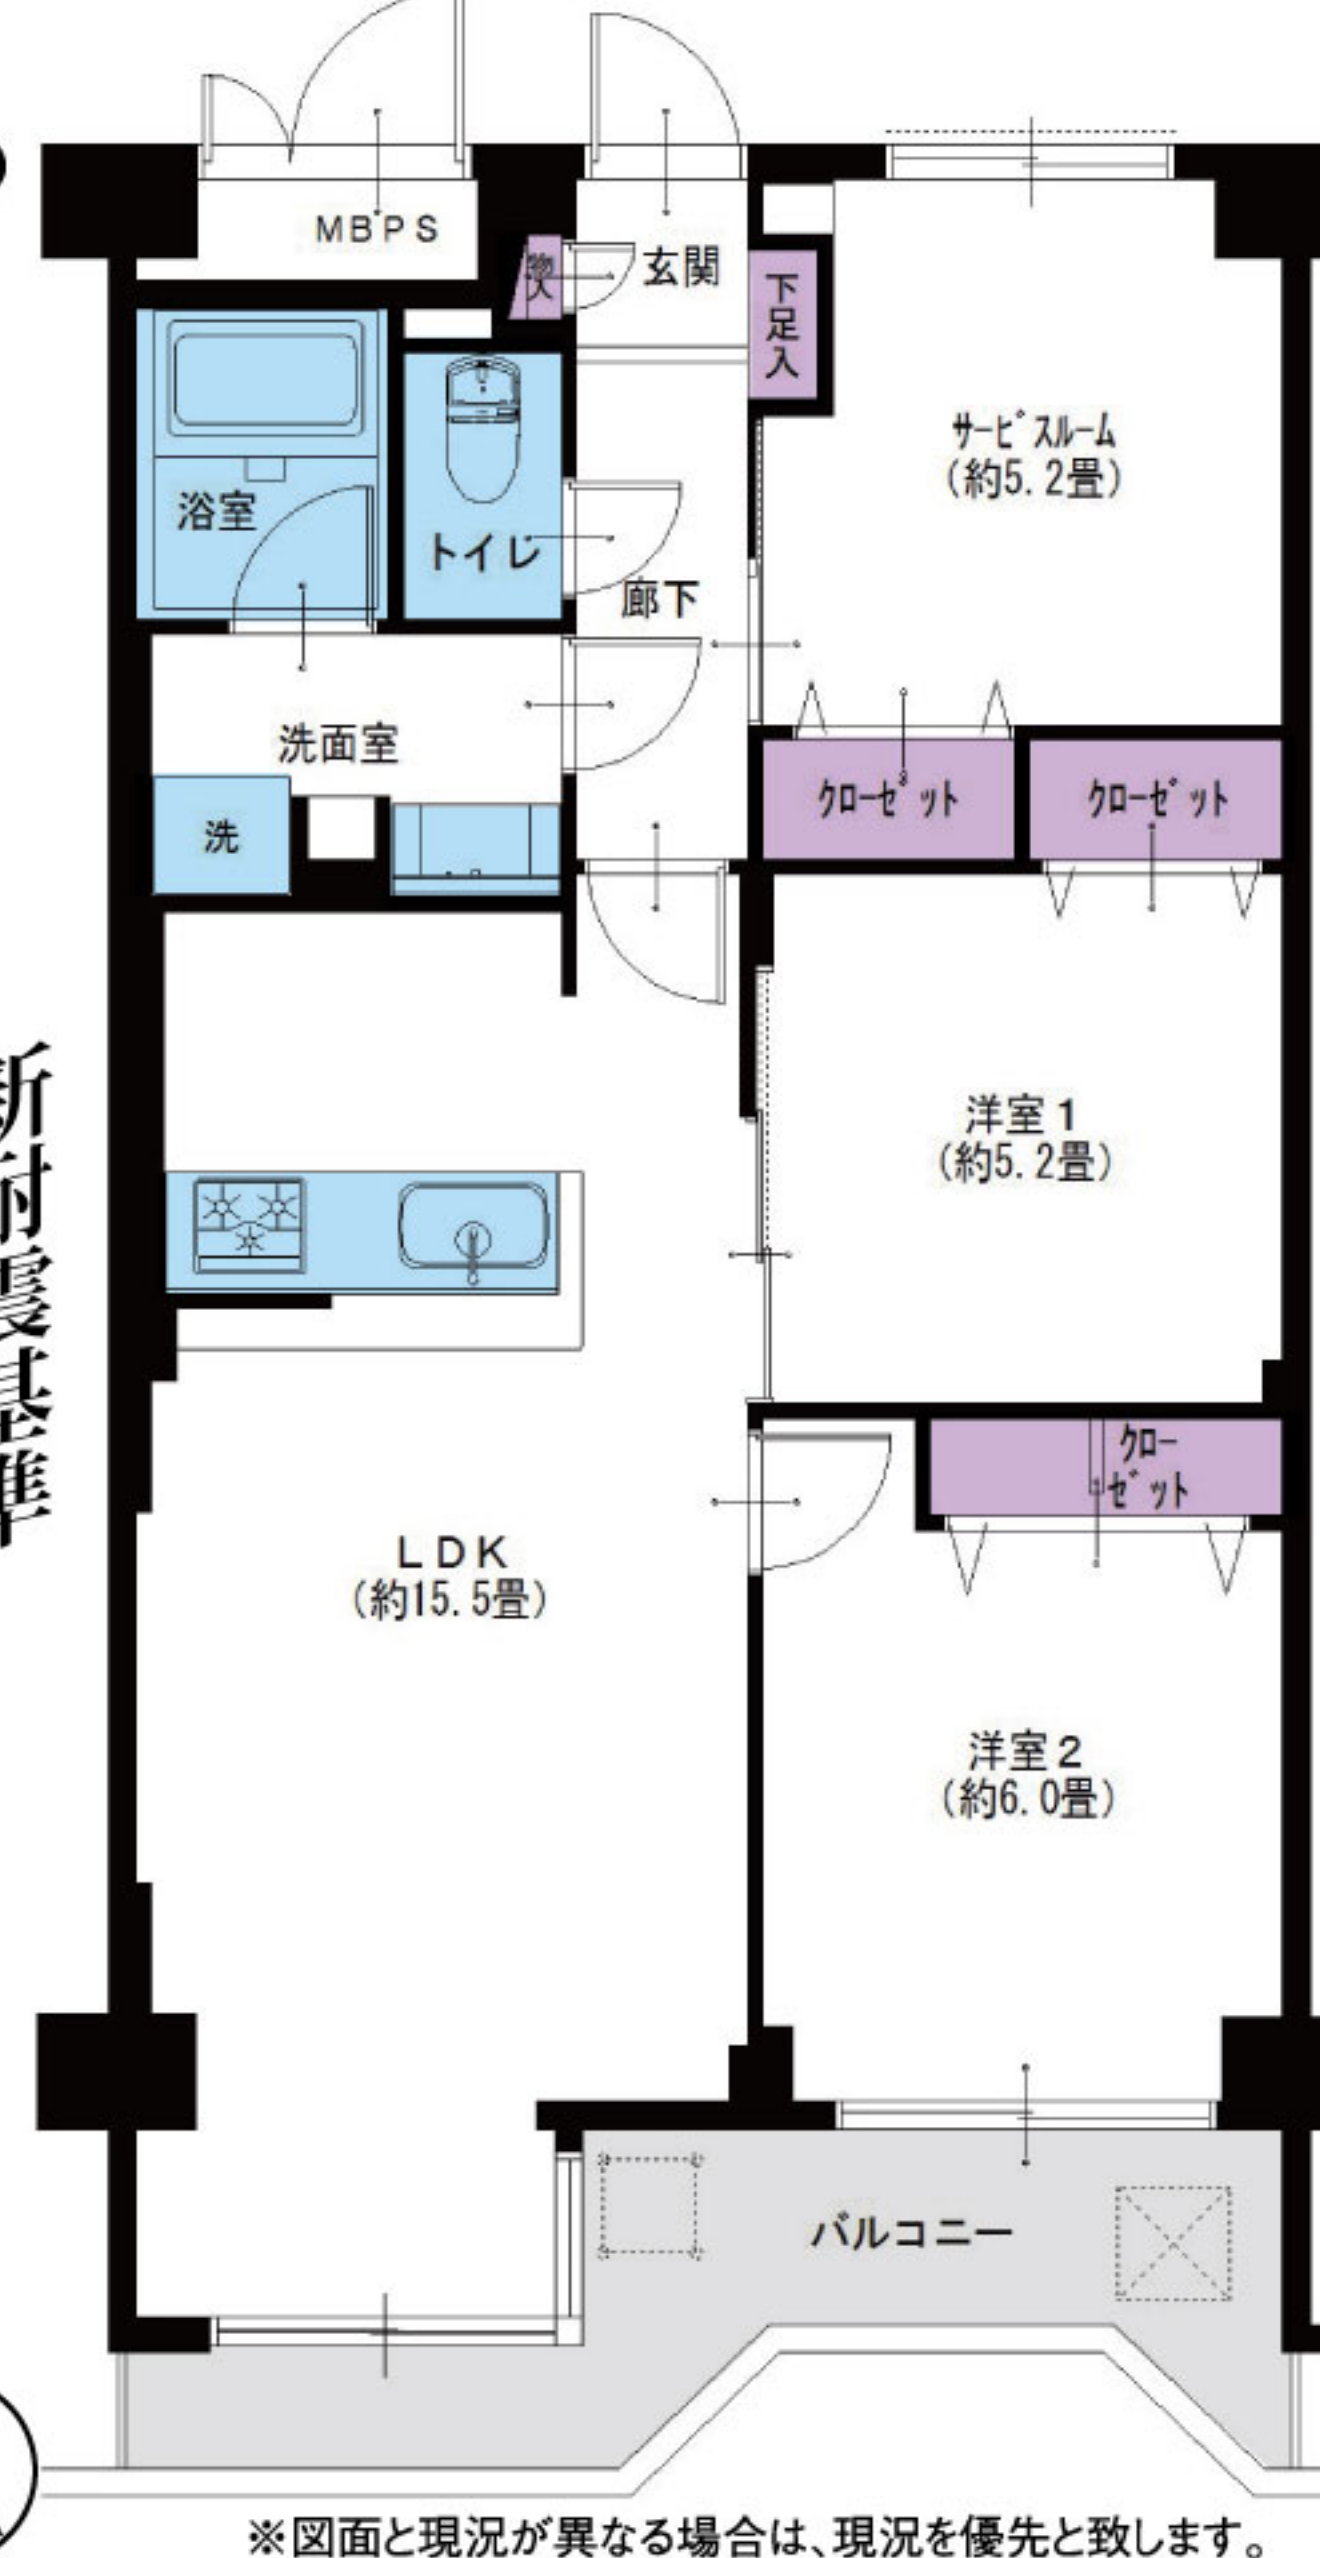 MBPS
物入
玄関
下足入
サービスルーム
(約5.2畳)
浴室
トイレ
廊下
洗面室
洗
クローゼット
クローゼット
新耐震基準
洋室1
(約5.2畳)
クロー
ゼット
LDK
(約15.5畳)
洋室2
(約6.0畳)
バルコニー
※図面と現況が異なる場合は、現況を優先と致します。